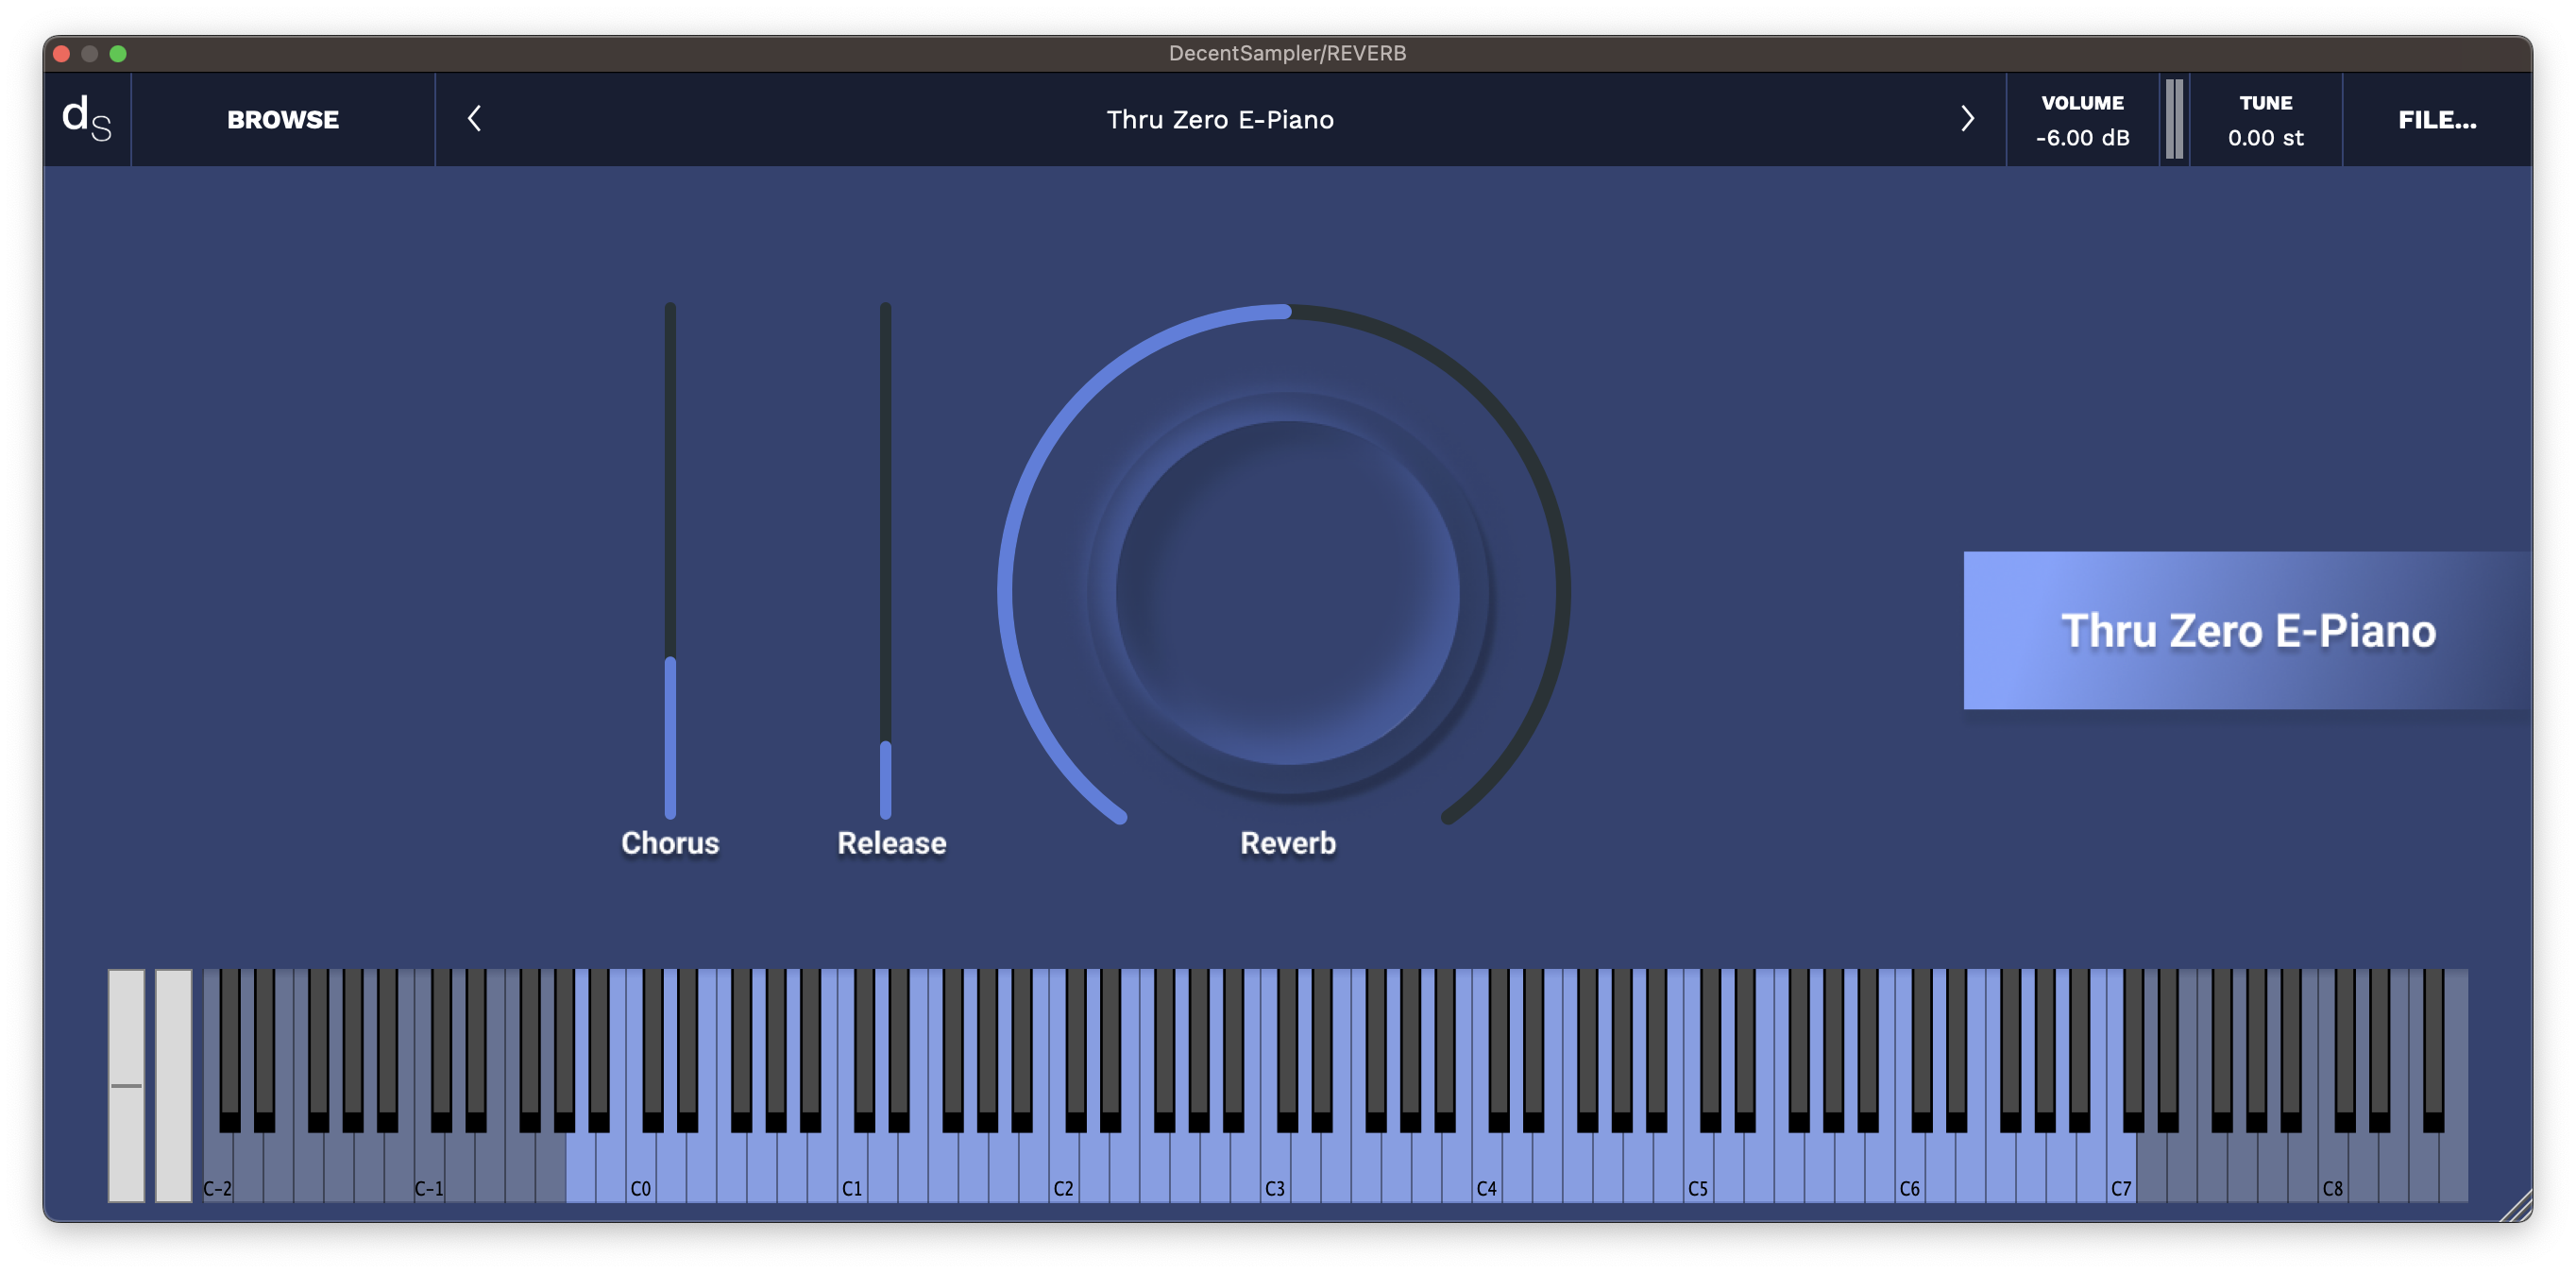 DecentSampler/REVERB
ds
BROWSE
Thru Zero E-Piano
VOLUME
-6.00 dB
TUNE
0.00 st
FILE...
Thru Zero E-Piano
Chorus
Release
Reverb
C-2
C-1
C0
C1
C2
C3
C4
C5
C6
C7
C8